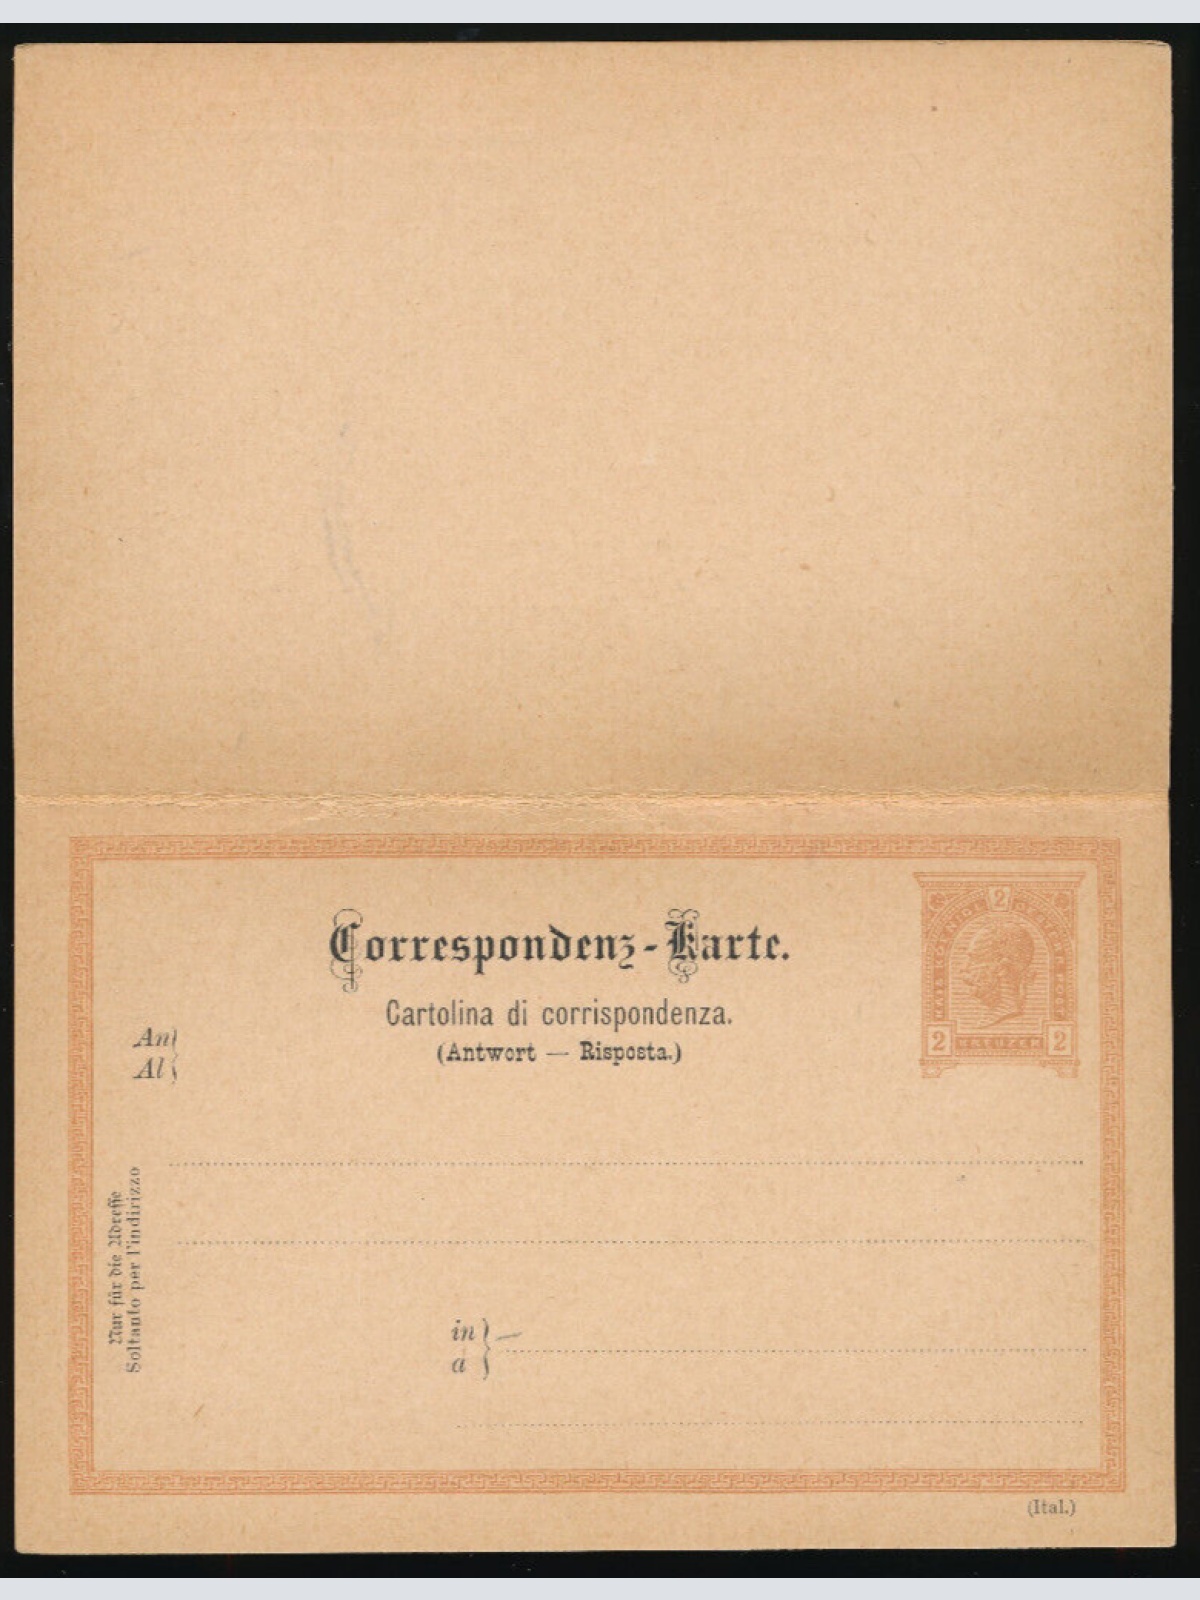 Correspondenz-Karte.
Cartolina di corrispondenza.
(Antwort — Risposta.)
An
Al
Nur für die Adresse
Soltanto per l'indirizzo
in
a
2
2 KREUZER 2
(Ital.)